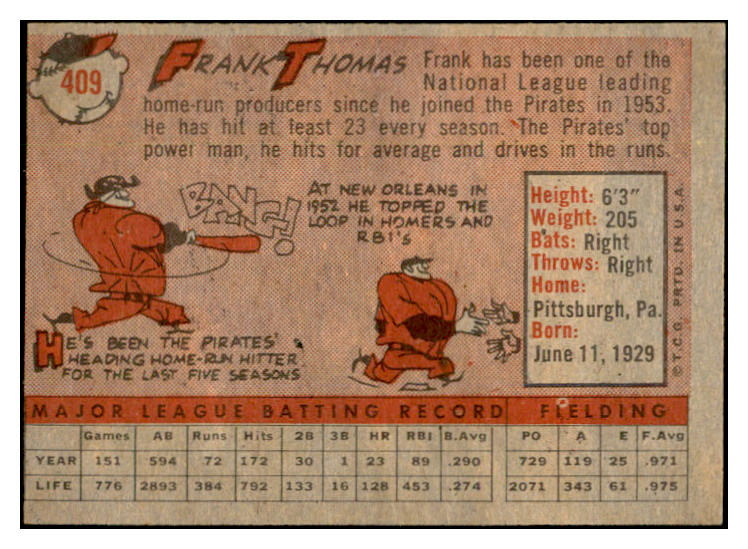 409
FRANK THOMAS
Frank has been one of the
National League leading
home-run producers since he joined the Pirates in 1953.
He has hit at least 23 every season. The Pirates' top
power man, he hits for average and drives in the runs.
BANG!
AT NEW ORLEANS IN
1952 HE TOPPED THE
LOOP IN HOMERS AND
RBI'S
HE'S BEEN THE PIRATES'
HEADING HOME-RUN HITTER
FOR THE LAST FIVE SEASONS
Height: 6'3"
Weight: 205
Bats: Right
Throws: Right
Home:
Pittsburgh, Pa.
Born:
June 11, 1929
© T.C.G. PRTD. IN U.S.A.
MAJOR LEAGUE BATTING RECORD FIELDING
Games AB Runs Hits 2B 3B HR RBI B.Avg PO A E F.Avg
YEAR 151 594 72 172 30 1 23 89 .290 729 119 25 .971
LIFE 776 2893 384 792 133 16 128 453 .274 2071 343 61 .975